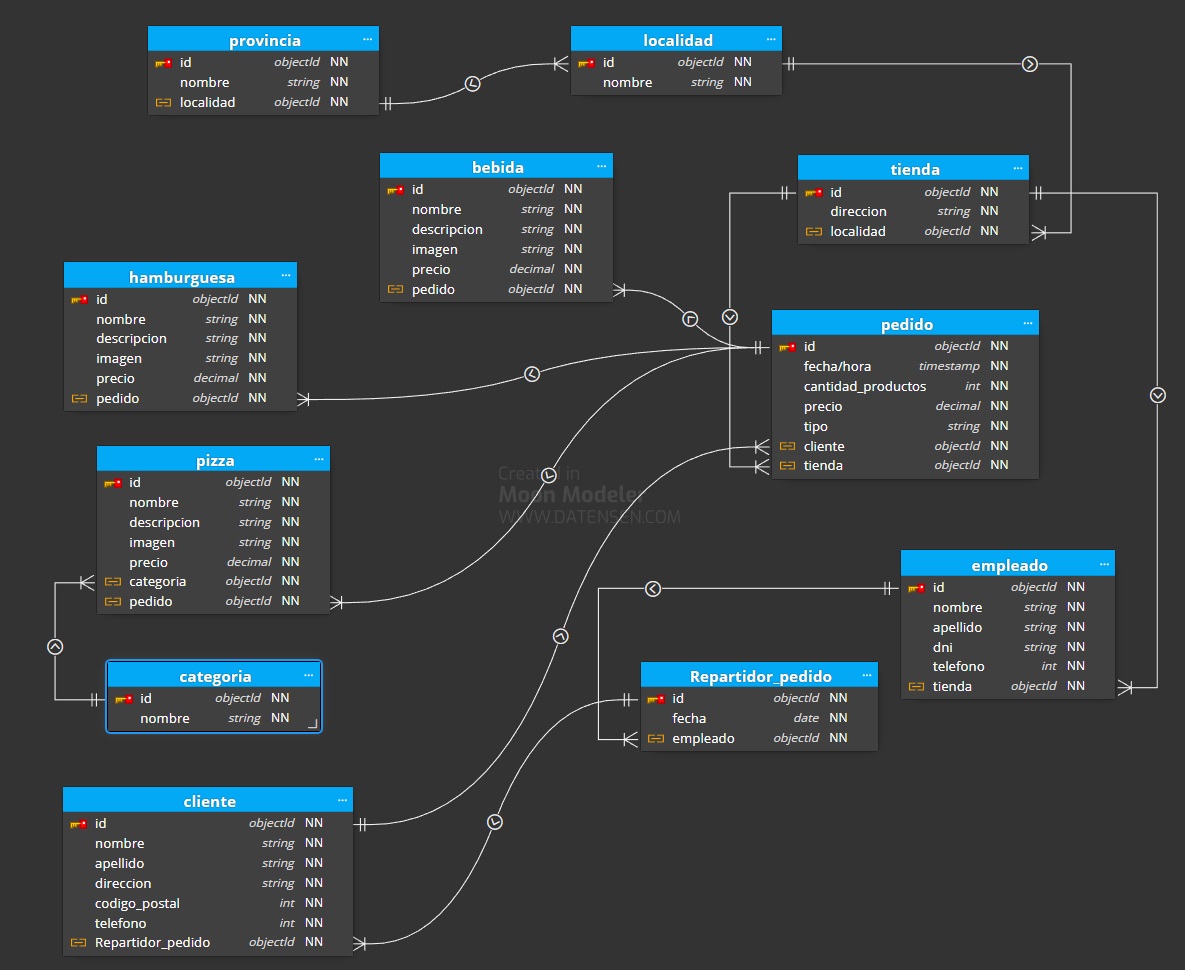 provincia ...
id objectId NN
nombre string NN
localidad objectId NN
localidad ...
id objectId NN
nombre string NN
bebida ...
id objectId NN
nombre string NN
descripcion string NN
imagen string NN
precio decimal NN
pedido objectId NN
tienda ...
id objectId NN
direccion string NN
localidad objectId NN
hamburguesa ...
id objectId NN
nombre string NN
descripcion string NN
imagen string NN
precio decimal NN
pedido objectId NN
pedido ...
id objectId NN
fecha/hora timestamp NN
cantidad_productos int NN
precio decimal NN
tipo string NN
cliente objectId NN
tienda objectId NN
pizza ...
id objectId NN
nombre string NN
descripcion string NN
imagen string NN
precio decimal NN
categoria objectId NN
pedido objectId NN
Created in
Moon Modeler
WWW.DATENSEN.COM
empleado ...
id objectId NN
nombre string NN
apellido string NN
dni string NN
telefono int NN
tienda objectId NN
categoria ...
id objectId NN
nombre string NN
Repartidor_pedido ...
id objectId NN
fecha date NN
empleado objectId NN
cliente ...
id objectId NN
nombre string NN
apellido string NN
direccion string NN
codigo_postal int NN
telefono int NN
Repartidor_pedido objectId NN